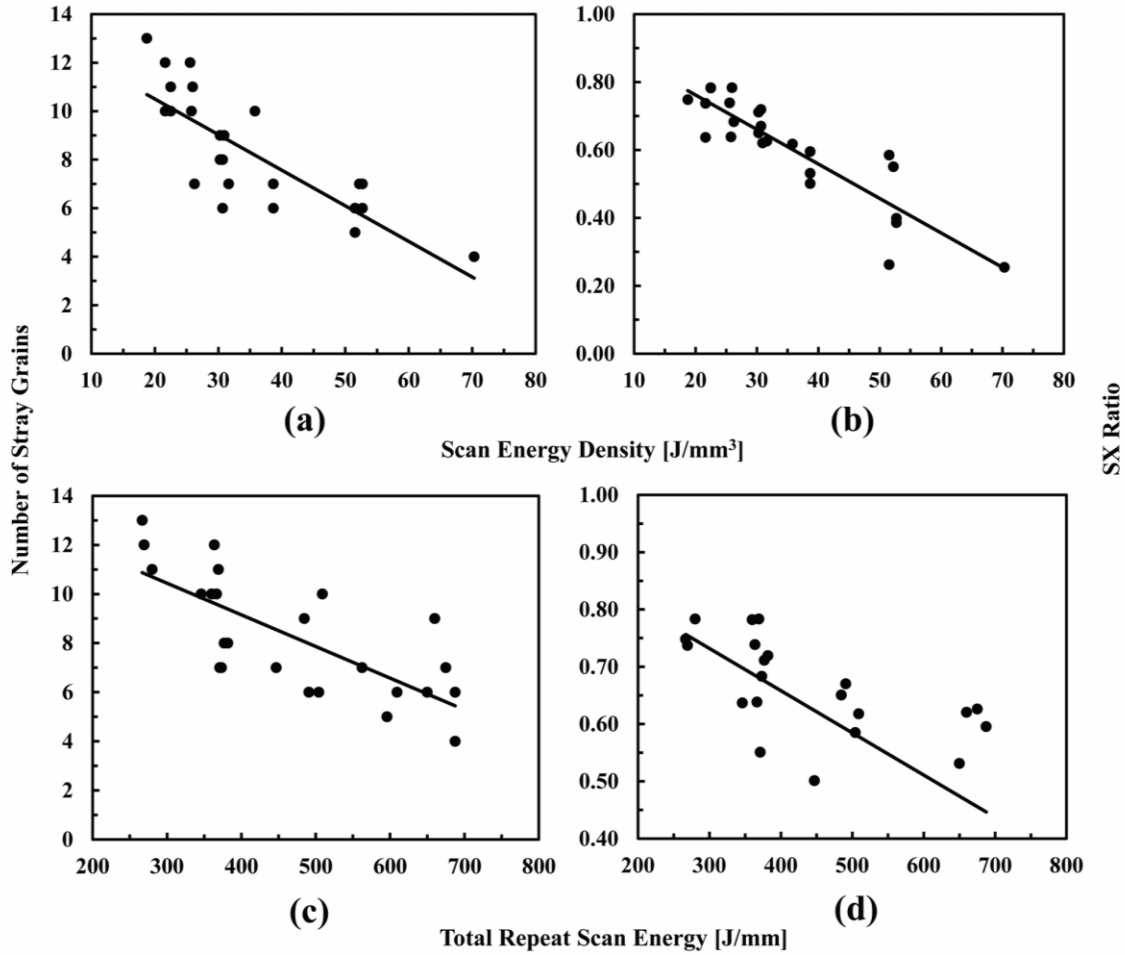 14
12
10
8
6
4
2
0
10 20 30 40 50 60 70 80
(a)
1.00
0.80
0.60
0.40
0.20
0.00
10 20 30 40 50 60 70 80
(b)
Number of Stray Grains
Scan Energy Density [J/mm³]
SX Ratio
14
12
10
8
6
4
2
0
200 300 400 500 600 700 800
(c)
1.00
0.90
0.80
0.70
0.60
0.50
0.40
200 300 400 500 600 700 800
(d)
Total Repeat Scan Energy [J/mm]